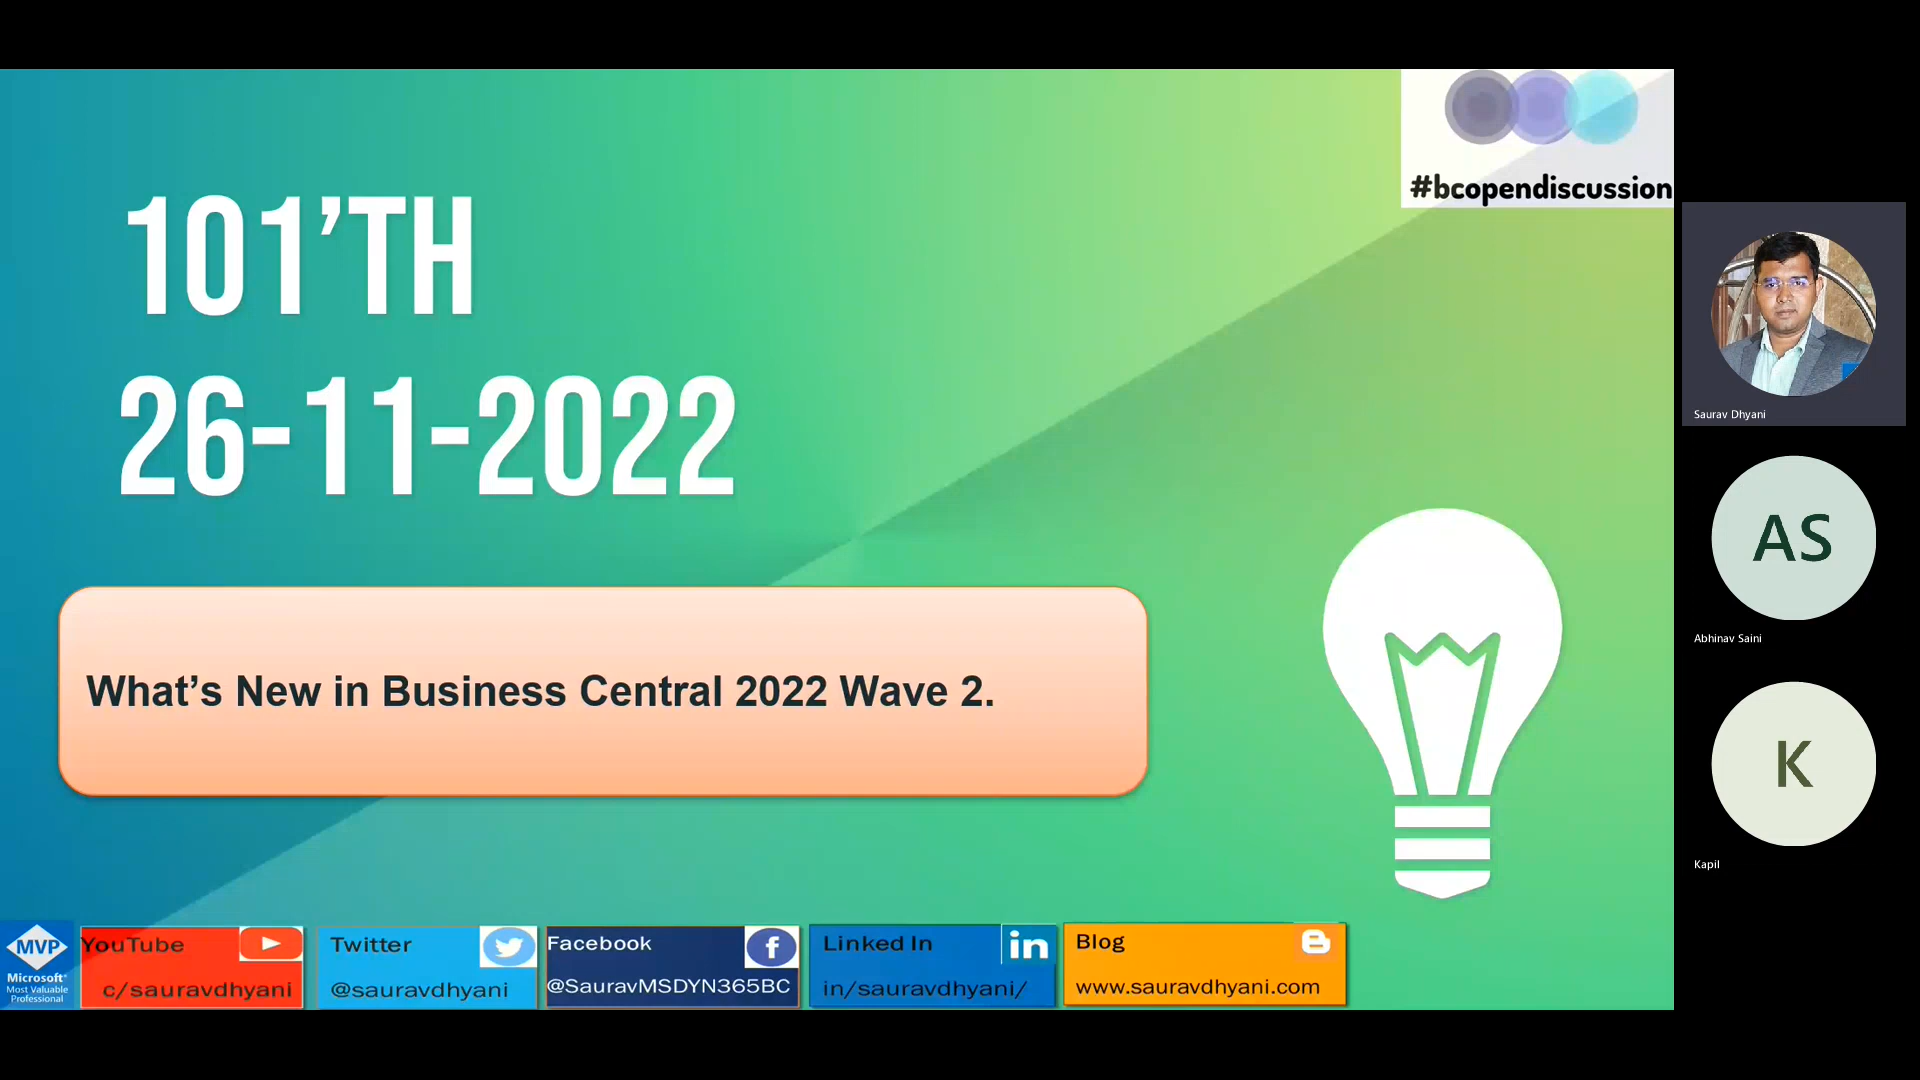 #bcopendiscussion
101’TH
26-11-2022
What’s New in Business Central 2022 Wave 2.
MVP
Microsoft®
Most Valuable
Professional
YouTube
c/sauravdhyani
Twitter
@sauravdhyani
Facebook
f
@SauravMSDYN365BC
Linked In
in
in/sauravdhyani/
Blog
www.sauravdhyani.com
Saurav Dhyani
AS
Abhinav Saini
K
Kapil